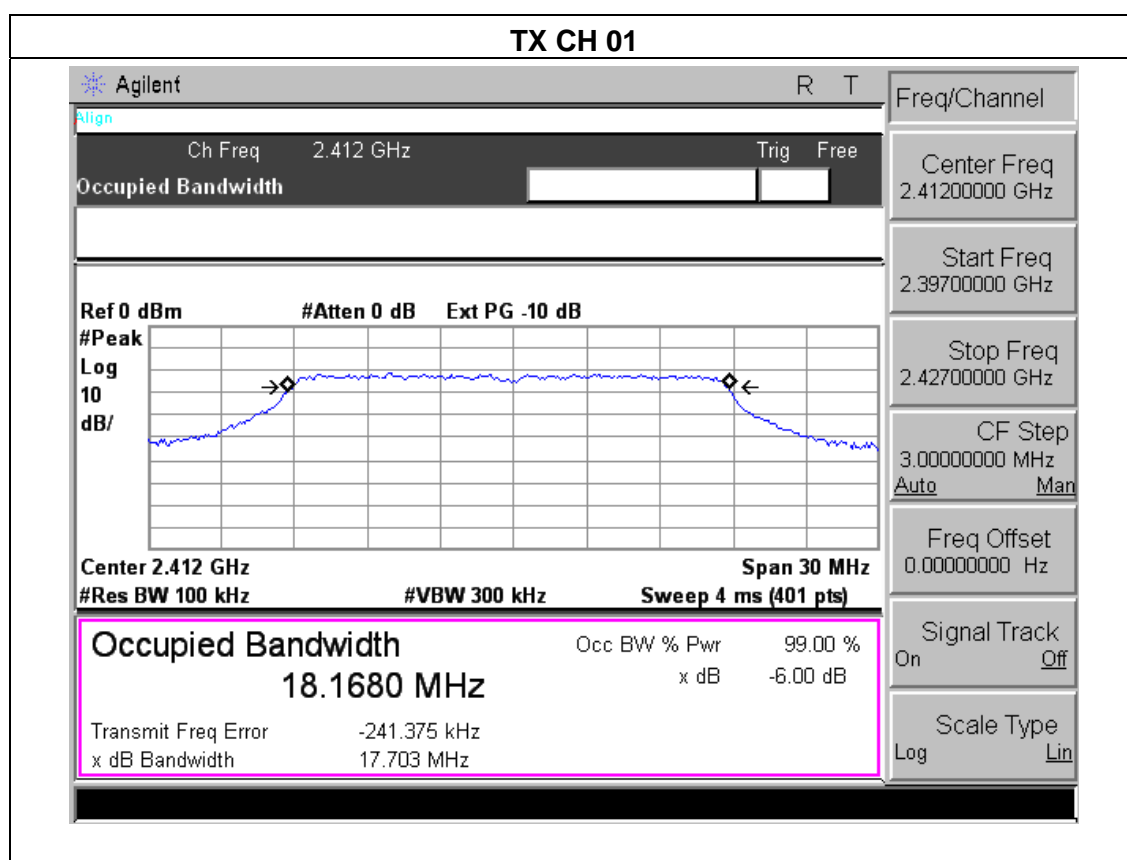 TX CH 01
Agilent R T
Align
Ch Freq 2.412 GHz Trig Free
Occupied Bandwidth
Ref 0 dBm #Atten 0 dB Ext PG -10 dB
#Peak
Log
10
dB/
Center 2.412 GHz Span 30 MHz
#Res BW 100 kHz #VBW 300 kHz Sweep 4 ms (401 pts)
Occupied Bandwidth Occ BW % Pwr 99.00 %
18.1680 MHz x dB -6.00 dB
Transmit Freq Error -241.375 kHz
x dB Bandwidth 17.703 MHz
Freq/Channel
Center Freq
2.41200000 GHz
Start Freq
2.39700000 GHz
Stop Freq
2.42700000 GHz
CF Step
3.00000000 MHz
Auto Man
Freq Offset
0.00000000 Hz
Signal Track
On Off
Scale Type
Log Lin